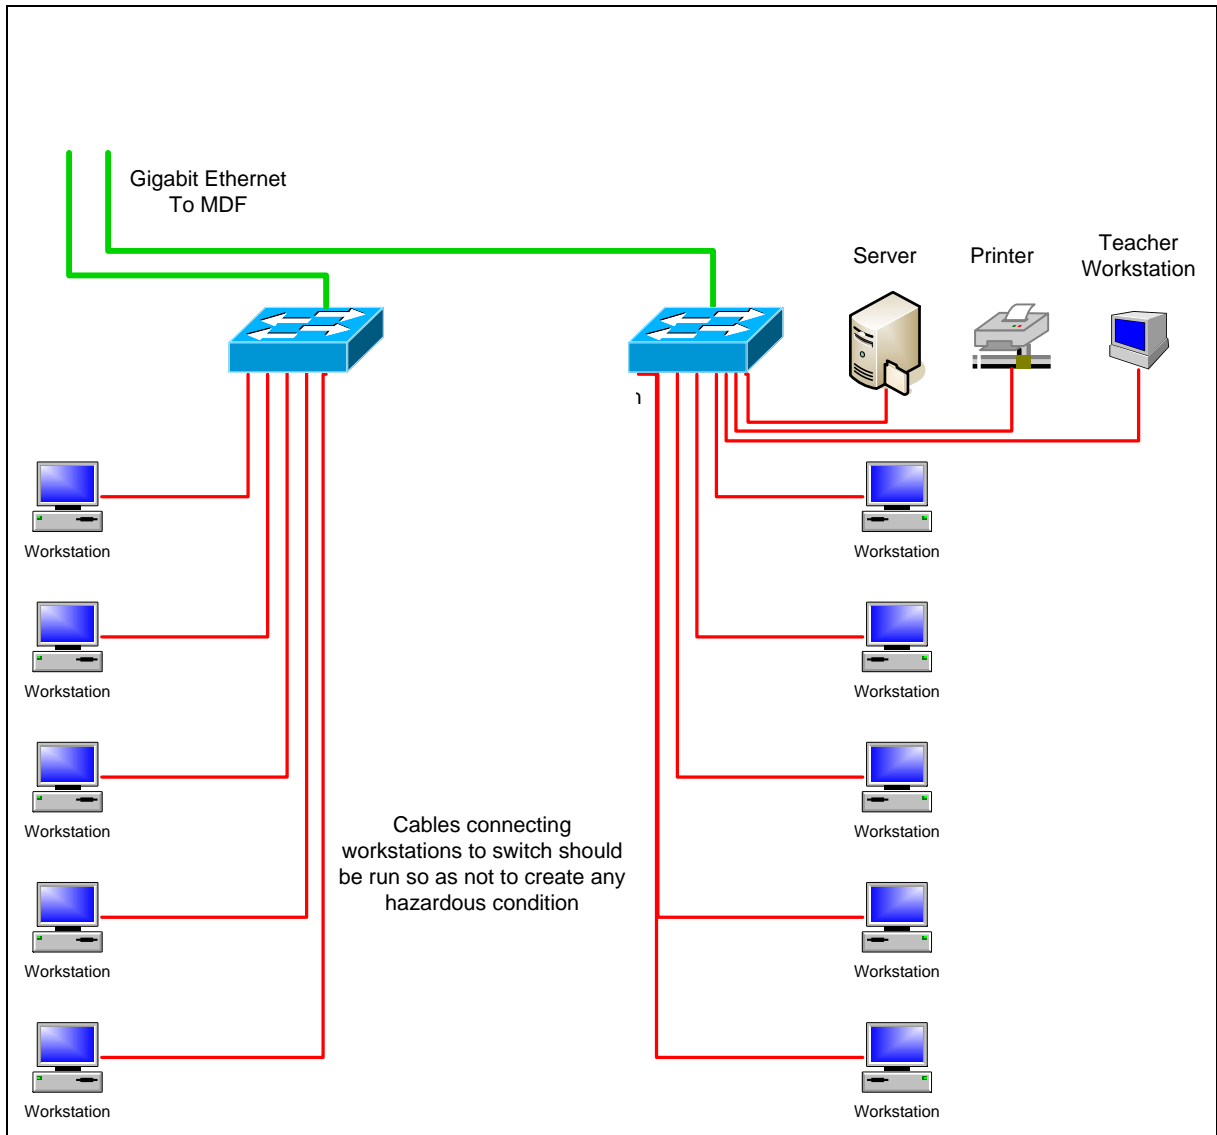 Gigabit Ethernet
To MDF
Server
Printer
Teacher
Workstation
Workstation
Workstation
Workstation
Workstation
Workstation
Workstation
Workstation
Cables connecting
workstations to switch should
be run so as not to create any
hazardous condition
Workstation
Workstation
Workstation
Workstation